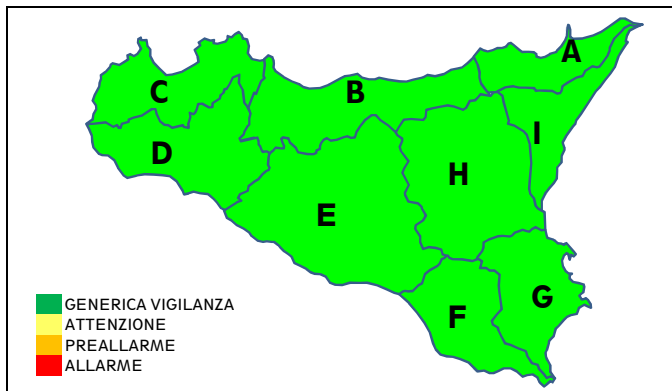 A
B
C
I
D
H
E
G
F
GENERICA VIGILANZA
ATTENZIONE
PREALLARME
ALLARME